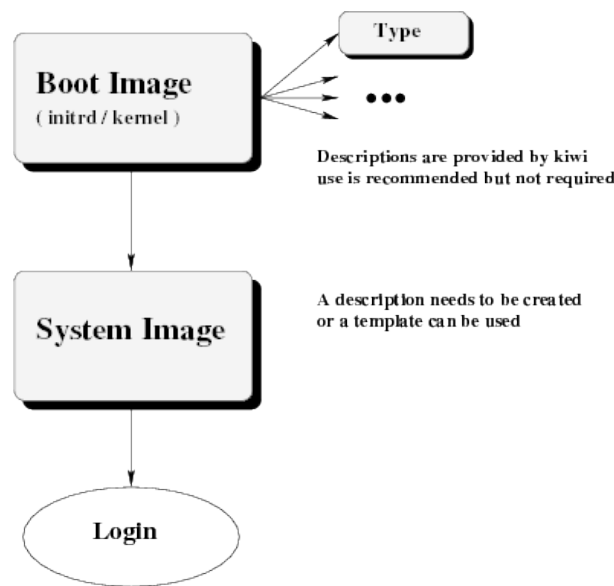 Type
Boot Image
( initrd / kernel )
Descriptions are provided by kiwi
use is recommended but not required
System Image
A description needs to be created
or a template can be used
Login